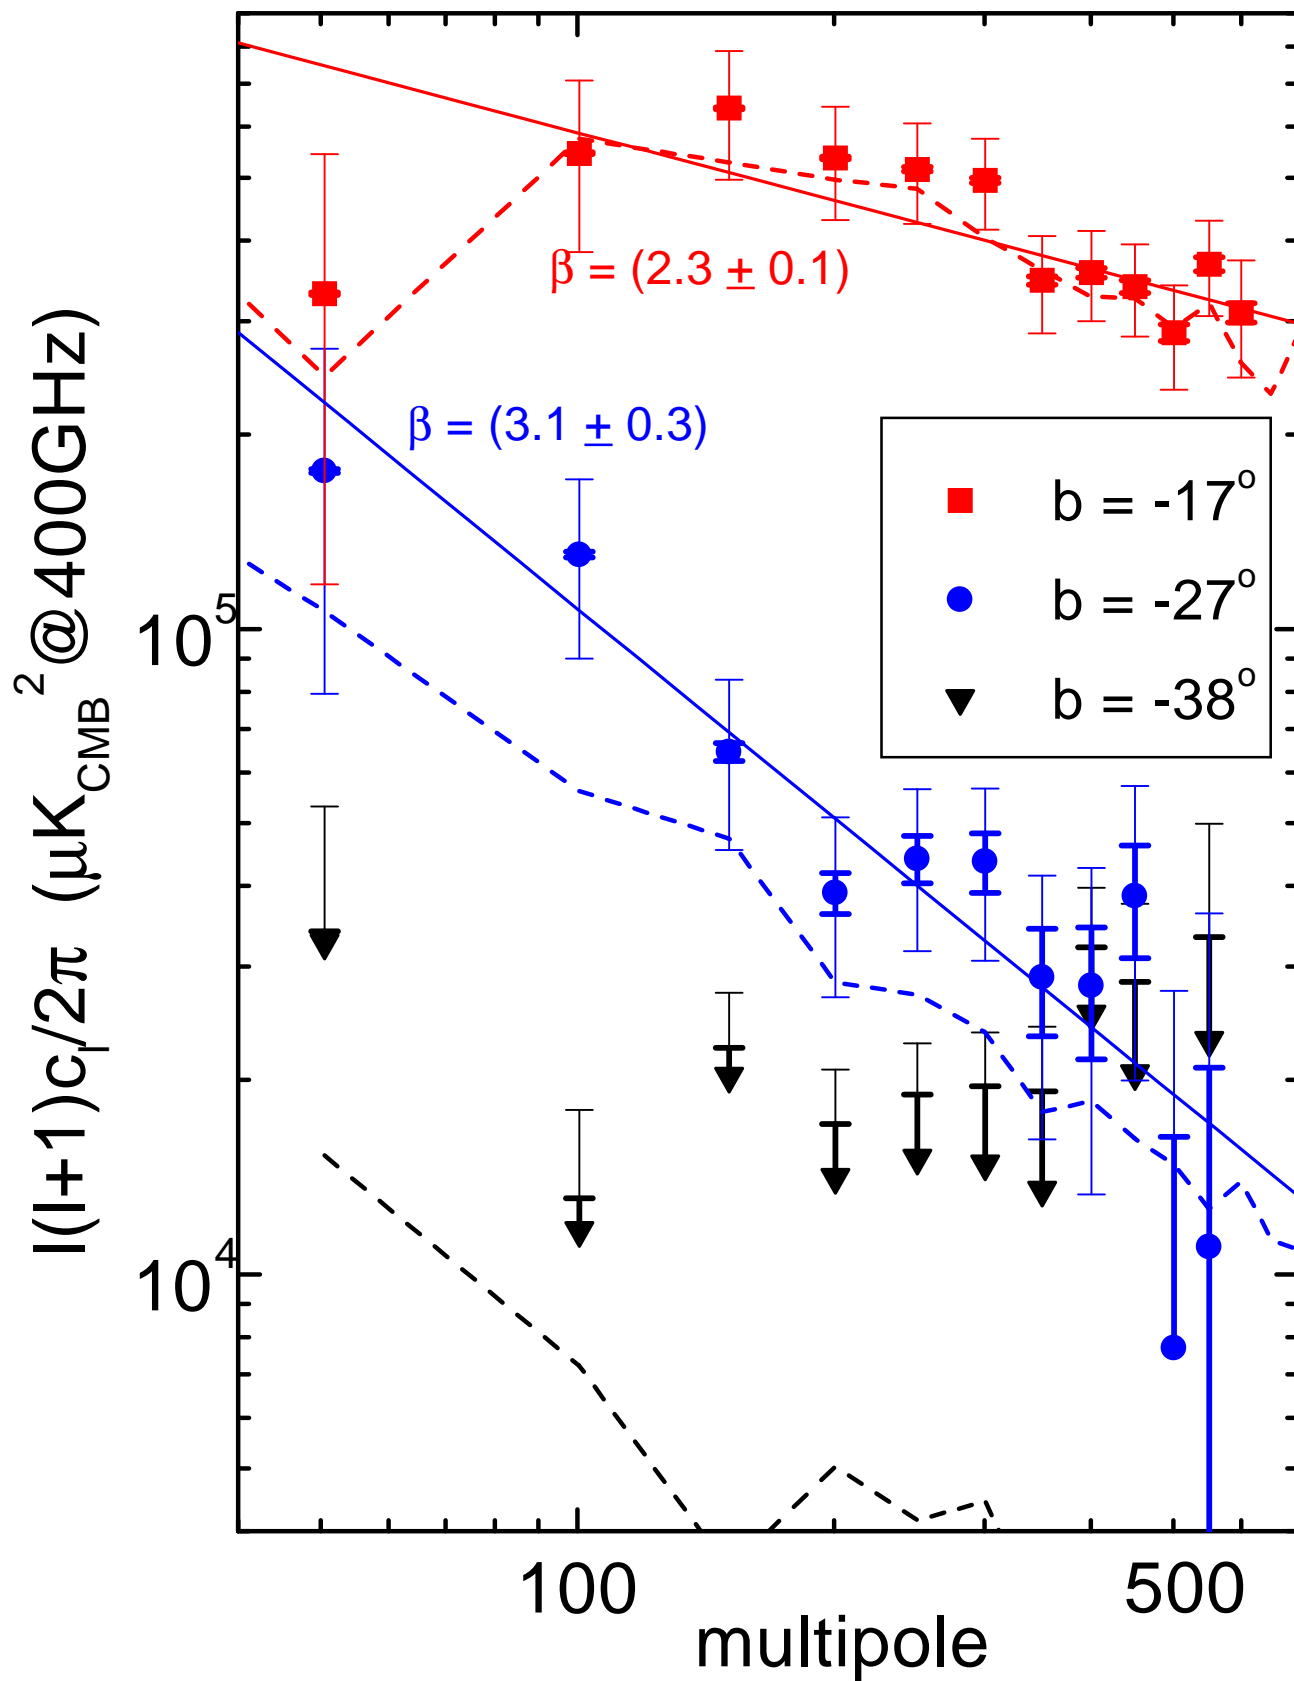 l(l+1)c_l/2π (μK_CMB^2@400GHz)
10^5
10^4
β = (2.3 ± 0.1)
β = (3.1 ± 0.3)
b = -17°
b = -27°
b = -38°
100
500
multipole